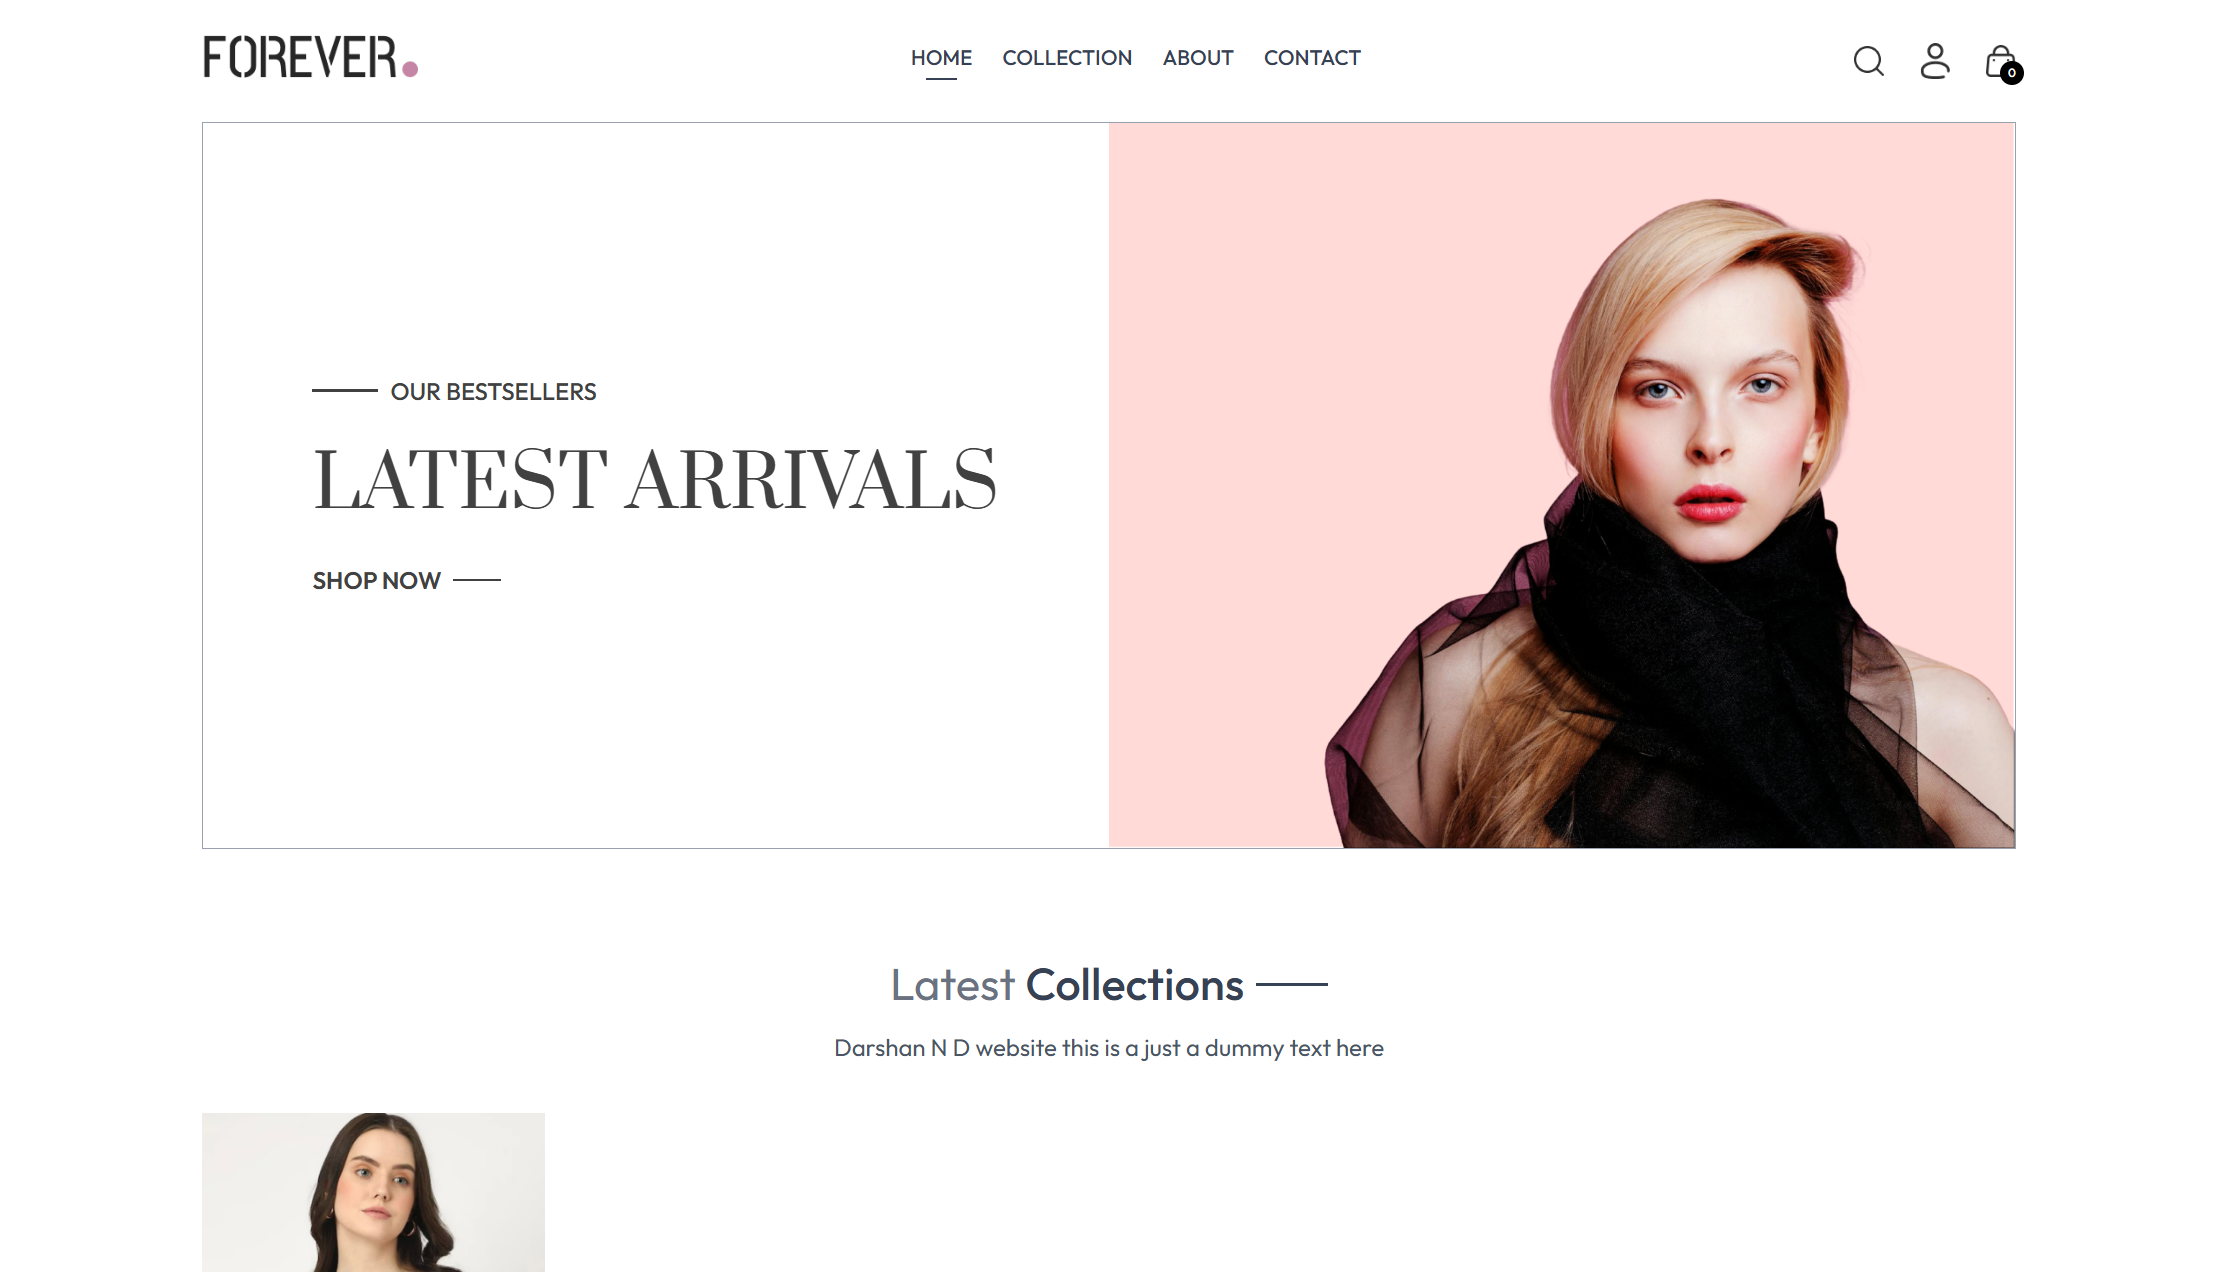 FOREVER.
HOME COLLECTION ABOUT CONTACT
0
OUR BESTSELLERS
LATEST ARRIVALS
SHOP NOW
Latest Collections
Darshan N D website this is a just a dummy text here